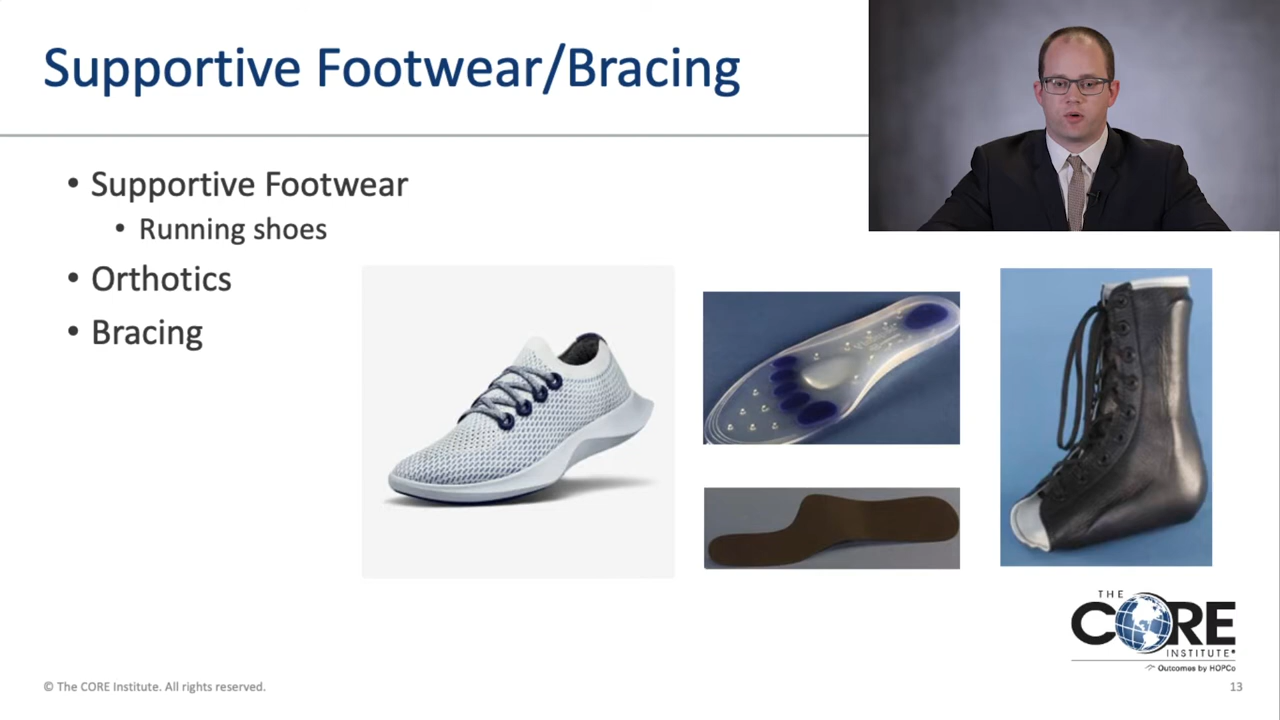 Supportive Footwear/Bracing
• Supportive Footwear
• Running shoes
• Orthotics
• Bracing
THE
CORE
INSTITUTE®
Outcomes by HOPCo
© The CORE Institute. All rights reserved.
13